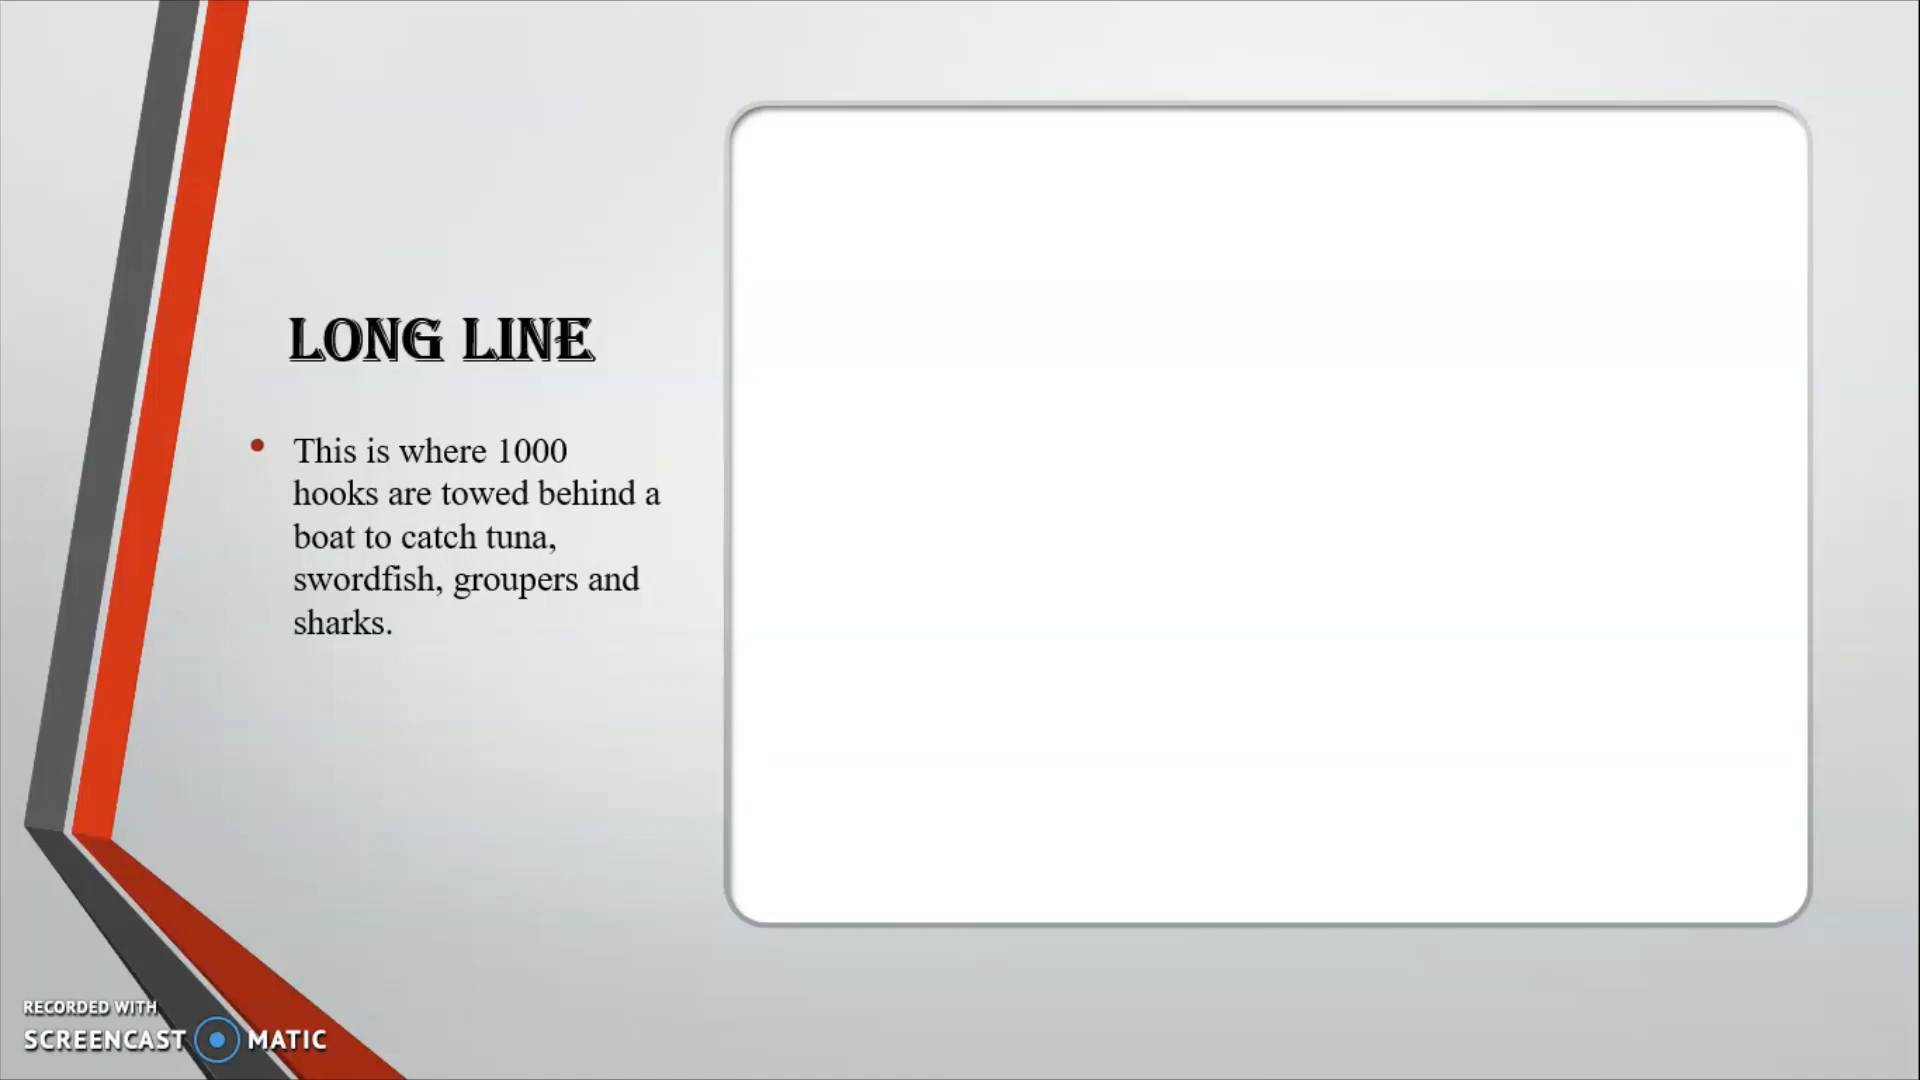 LONG LINE
• This is where 1000
hooks are towed behind a
boat to catch tuna,
swordfish, groupers and
sharks.
RECORDED WITH
SCREENCAST MATIC